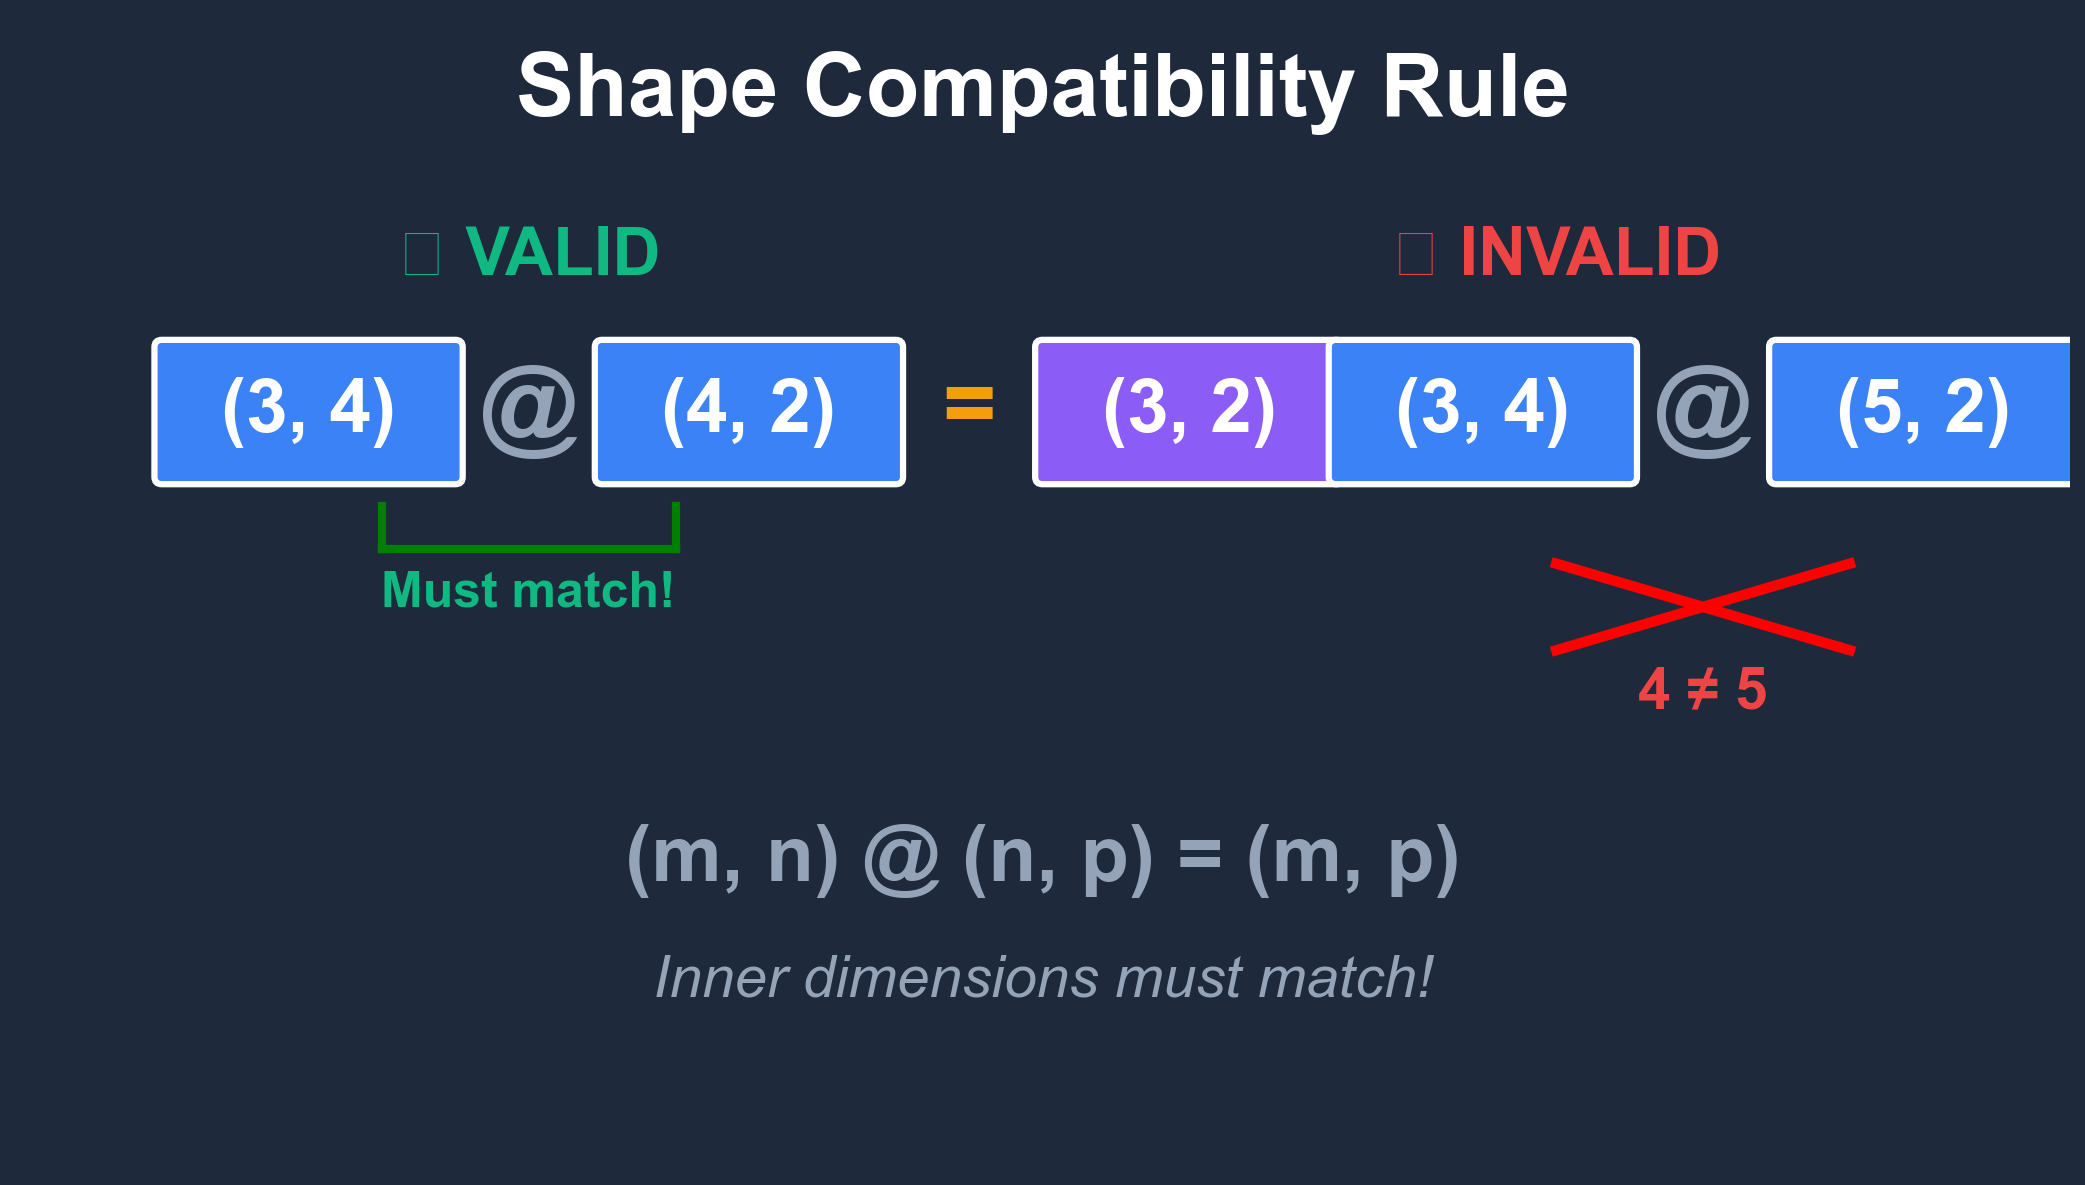 Shape Compatibility Rule
□ VALID
□ INVALID
(3, 4) @ (4, 2) = (3, 2)
(3, 4) @ (5, 2)
Must match!
4 ≠ 5
(m, n) @ (n, p) = (m, p)
Inner dimensions must match!